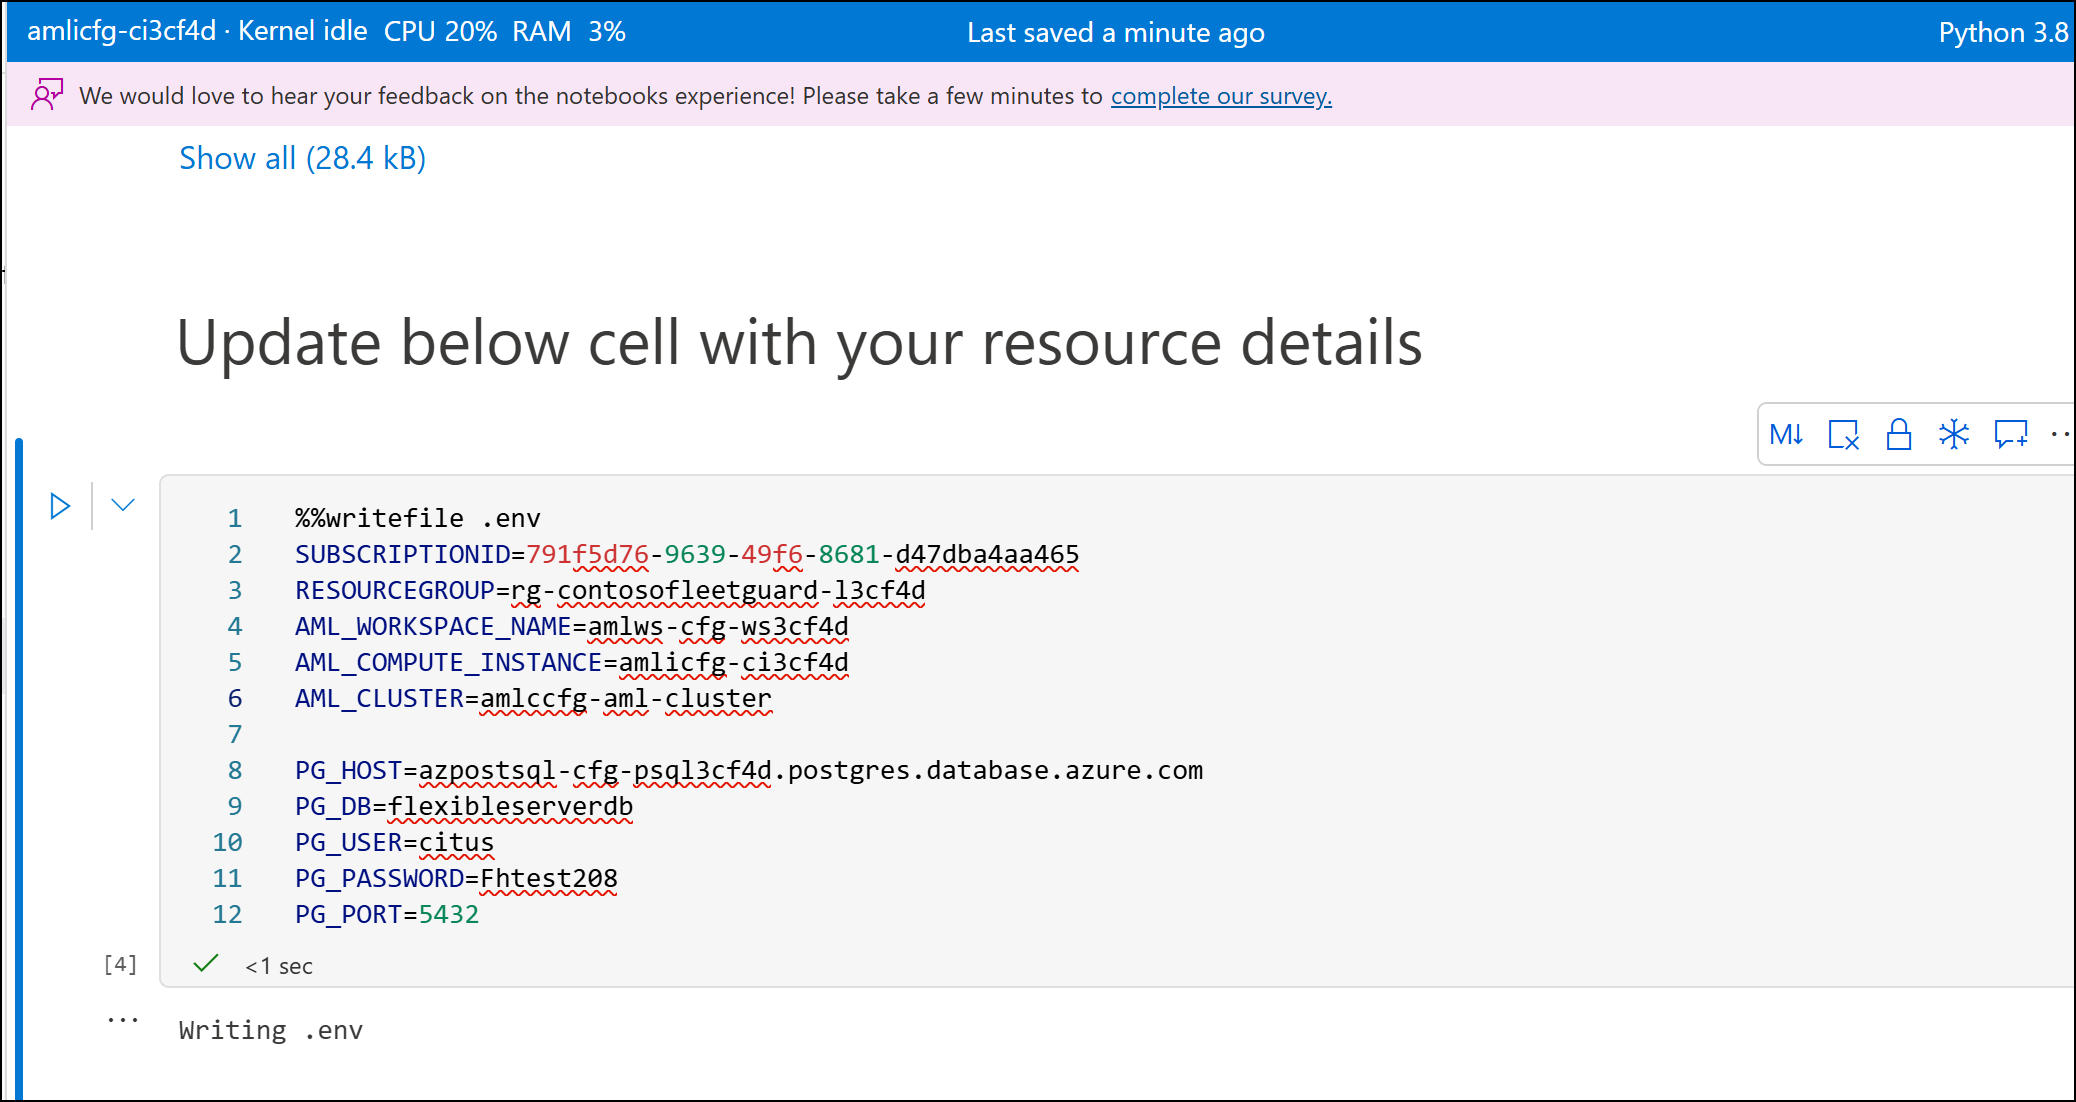 amlicfg-ci3cf4d · Kernel idle CPU 20% RAM 3% Last saved a minute ago Python 3.8
We would love to hear your feedback on the notebooks experience! Please take a few minutes to complete our survey.
Show all (28.4 kB)
Update below cell with your resource details
M↓
1 %%writefile .env
2 SUBSCRIPTIONID=791f5d76-9639-49f6-8681-d47dba4aa465
3 RESOURCEGROUP=rg-contosofleetguard-l3cf4d
4 AML_WORKSPACE_NAME=amlws-cfg-ws3cf4d
5 AML_COMPUTE_INSTANCE=amlicfg-ci3cf4d
6 AML_CLUSTER=amlccfg-aml-cluster
7
8 PG_HOST=azpostsql-cfg-psql3cf4d.postgres.database.azure.com
9 PG_DB=flexibleserverdb
10 PG_USER=citus
11 PG_PASSWORD=Fhtest208
12 PG_PORT=5432
[4] <1 sec
Writing .env